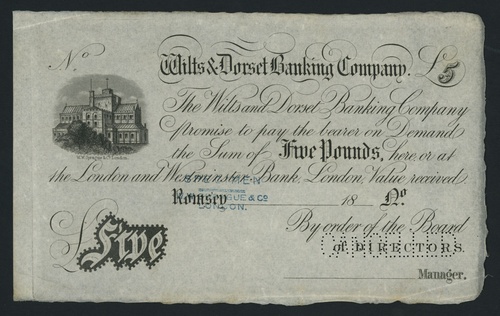 No
Wilts & Dorset Banking Company. £5
The Wilts and Dorset Banking Company
Promise to pay the bearer on Demand
the Sum of Five Pounds, here, or at
the London and Westminster Bank, London, Value received.
SPECIMEN
Romsey 18 No
LONDON.
By order of the Board
of DIRECTORS.
£ Five
Manager.